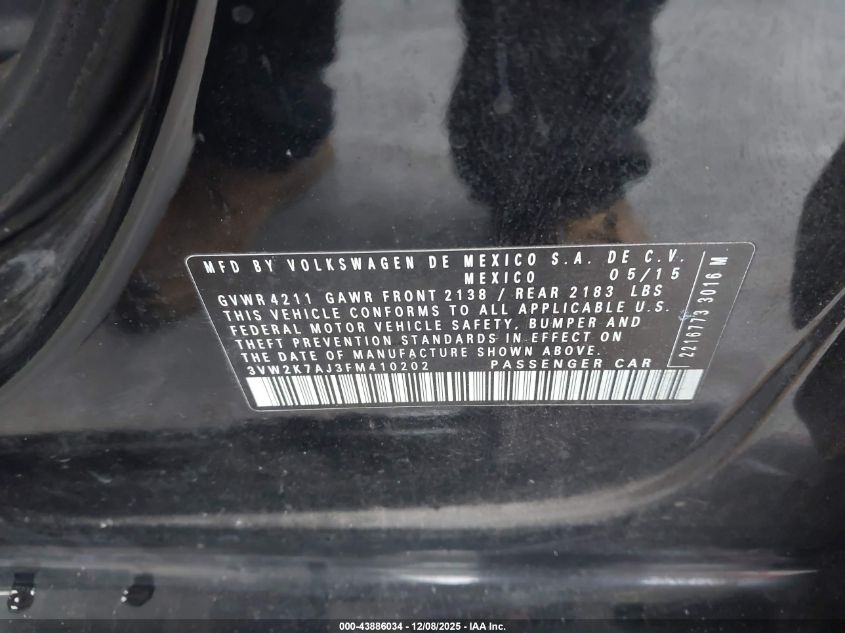 MFD BY VOLKSWAGEN DE MEXICO S.A. DE C.V.
MEXICO 05/15
GVWR 4211 GAWR FRONT 2138 / REAR 2183 LBS
THIS VEHICLE CONFORMS TO ALL APPLICABLE U.S.
FEDERAL MOTOR VEHICLE SAFETY, BUMPER AND
THEFT PREVENTION STANDARDS IN EFFECT ON
THE DATE OF MANUFACTURE SHOWN ABOVE.
3VW2K7AJ3FM410202 PASSENGER CAR
2216773 3016 M
000-43886034 - 12/08/2025 - IAA Inc.